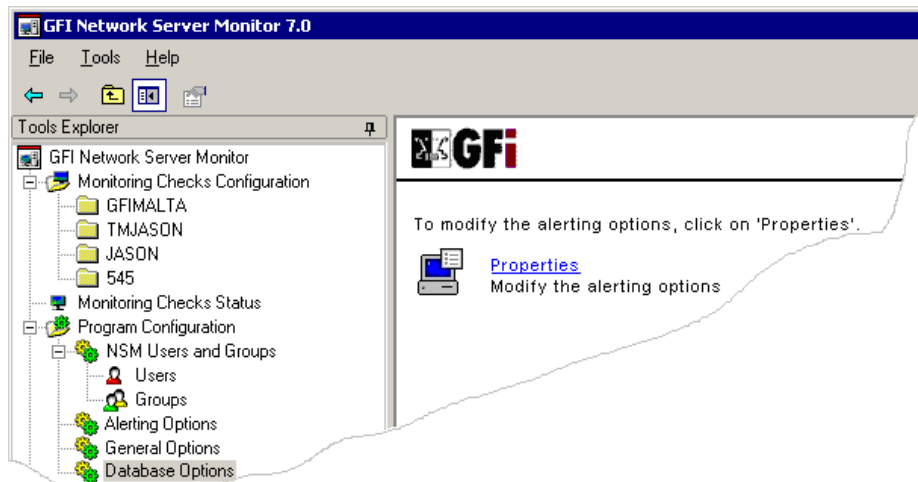 GFI Network Server Monitor 7.0
File Tools Help
Tools Explorer
GFI Network Server Monitor
Monitoring Checks Configuration
GFIMALTA
TMJASON
JASON
545
Monitoring Checks Status
Program Configuration
NSM Users and Groups
Users
Groups
Alerting Options
General Options
Database Options
GFi
To modify the alerting options, click on 'Properties'.
Properties
Modify the alerting options